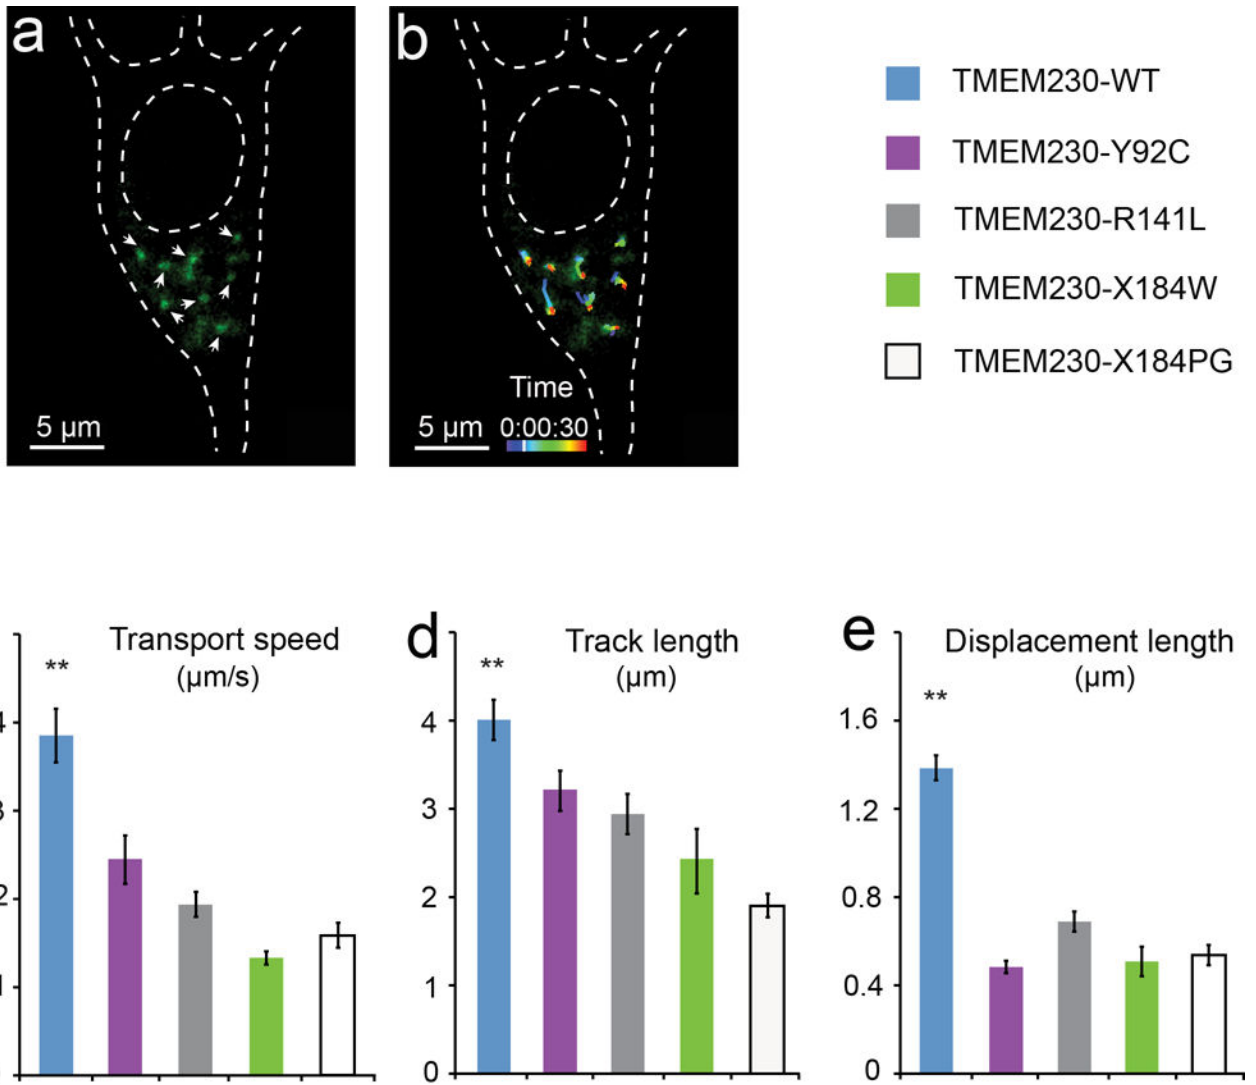 a
b
Time
5 µm
5 µm
0:00:30
TMEM230-WT
TMEM230-Y92C
TMEM230-R141L
TMEM230-X184W
TMEM230-X184PG
Transport speed
(µm/s)
**
d
Track length
(µm)
**
4
3
2
1
0
e
Displacement length
(µm)
**
1.6
1.2
0.8
0.4
0